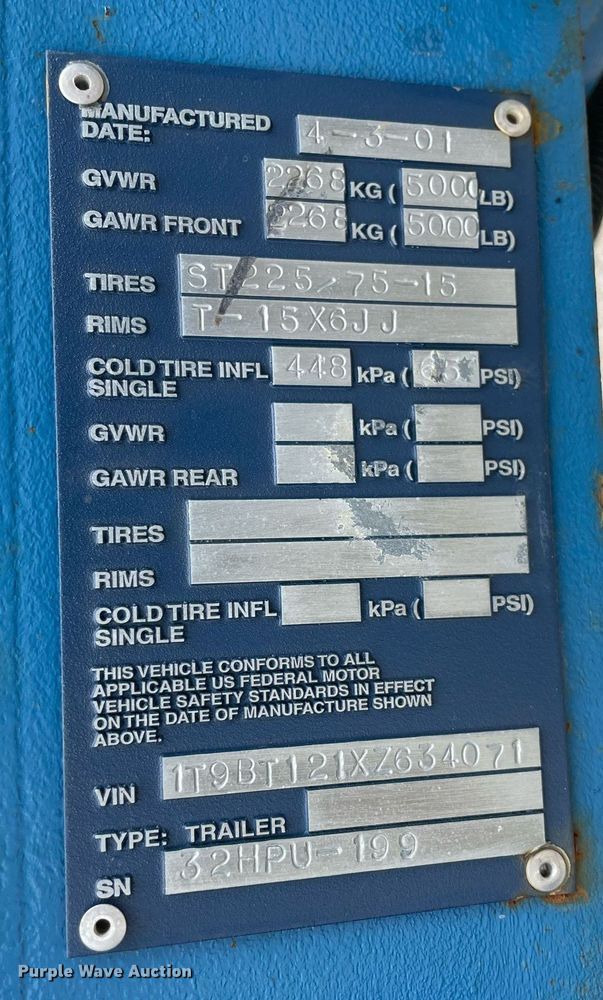 MANUFACTURED
DATE: 4-3-01
GVWR 2268 KG ( 5000 LB)
GAWR FRONT 2268 KG ( 5000 LB)
TIRES ST225/75-15
RIMS T-15X6JJ
COLD TIRE INFL 448 kPa ( 65 PSI)
SINGLE
GVWR kPa ( PSI)
GAWR REAR kPa ( PSI)
TIRES
RIMS
COLD TIRE INFL kPa ( PSI)
SINGLE
THIS VEHICLE CONFORMS TO ALL
APPLICABLE US FEDERAL MOTOR
VEHICLE SAFETY STANDARDS IN EFFECT
ON THE DATE OF MANUFACTURE SHOWN
ABOVE.
VIN 1T9BT121XZ634071
TYPE: TRAILER
SN 32HPU-199
Purple Wave Auction